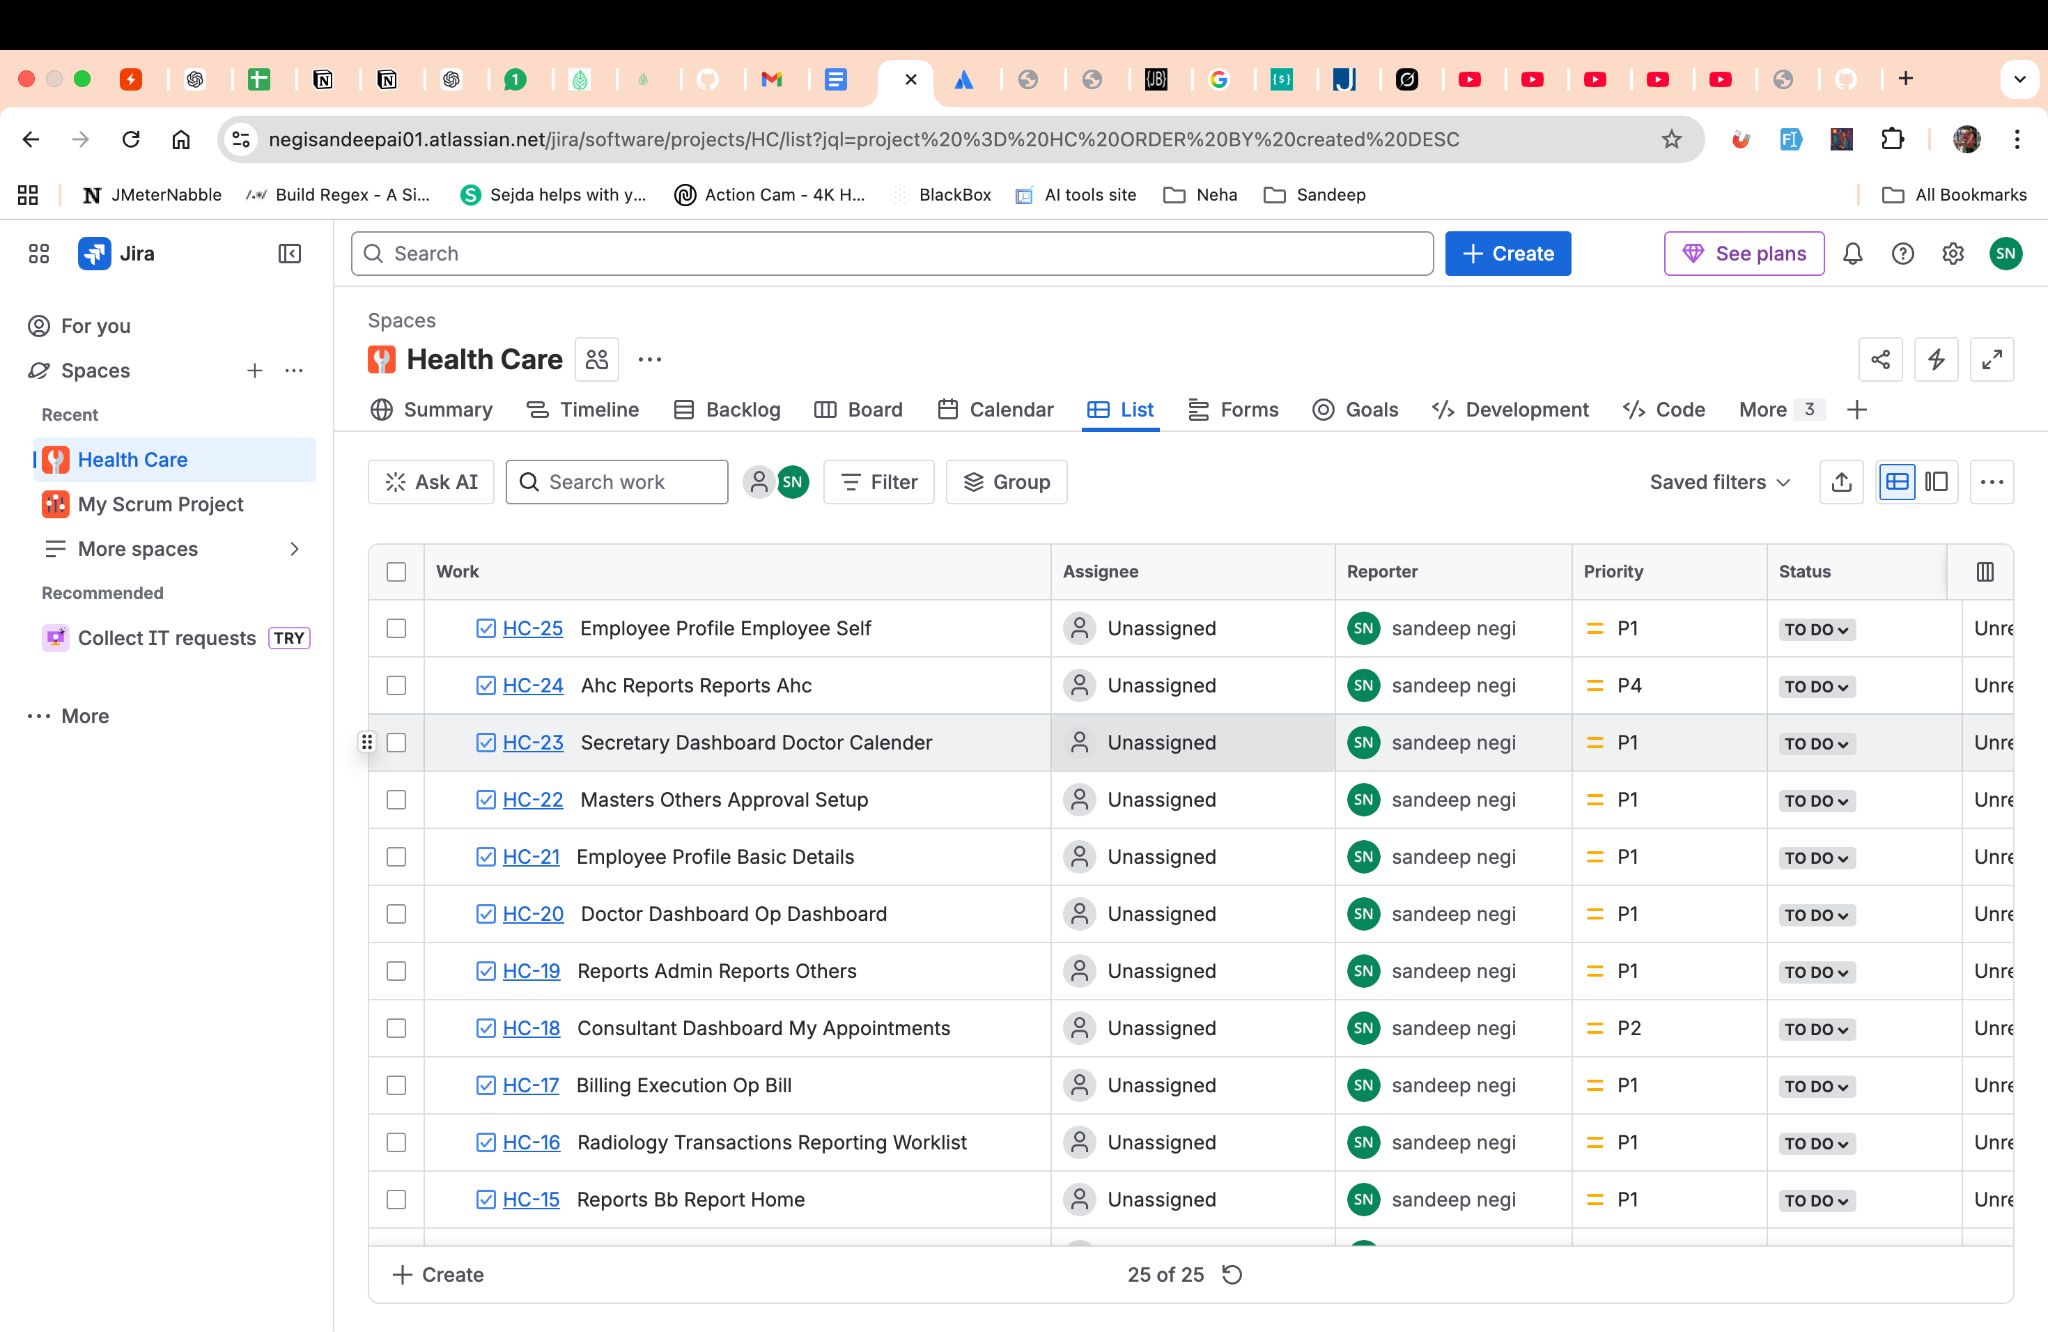 1
negisandeepai01.atlassian.net/jira/software/projects/HC/list?jql=project%20%3D%20HC%20ORDER%20BY%20created%20DESC
JMeterNabble
Build Regex - A Si...
Sejda helps with y...
Action Cam - 4K H...
BlackBox
AI tools site
Neha
Sandeep
All Bookmarks
Jira
Search
Create
See plans
SN
For you
Spaces
Recent
Health Care
My Scrum Project
More spaces
Recommended
Collect IT requests TRY
More
Spaces
Health Care
Summary Timeline Backlog Board Calendar List Forms Goals Development Code More 3
Ask AI Search work SN Filter Group Saved filters
Work Assignee Reporter Priority Status
HC-25 Employee Profile Employee Self Unassigned SN sandeep negi P1 TO DO Unre
HC-24 Ahc Reports Reports Ahc Unassigned SN sandeep negi P4 TO DO Unre
HC-23 Secretary Dashboard Doctor Calender Unassigned SN sandeep negi P1 TO DO Unre
HC-22 Masters Others Approval Setup Unassigned SN sandeep negi P1 TO DO Unre
HC-21 Employee Profile Basic Details Unassigned SN sandeep negi P1 TO DO Unre
HC-20 Doctor Dashboard Op Dashboard Unassigned SN sandeep negi P1 TO DO Unre
HC-19 Reports Admin Reports Others Unassigned SN sandeep negi P1 TO DO Unre
HC-18 Consultant Dashboard My Appointments Unassigned SN sandeep negi P2 TO DO Unre
HC-17 Billing Execution Op Bill Unassigned SN sandeep negi P1 TO DO Unre
HC-16 Radiology Transactions Reporting Worklist Unassigned SN sandeep negi P1 TO DO Unre
HC-15 Reports Bb Report Home Unassigned SN sandeep negi P1 TO DO Unre
Create 25 of 25